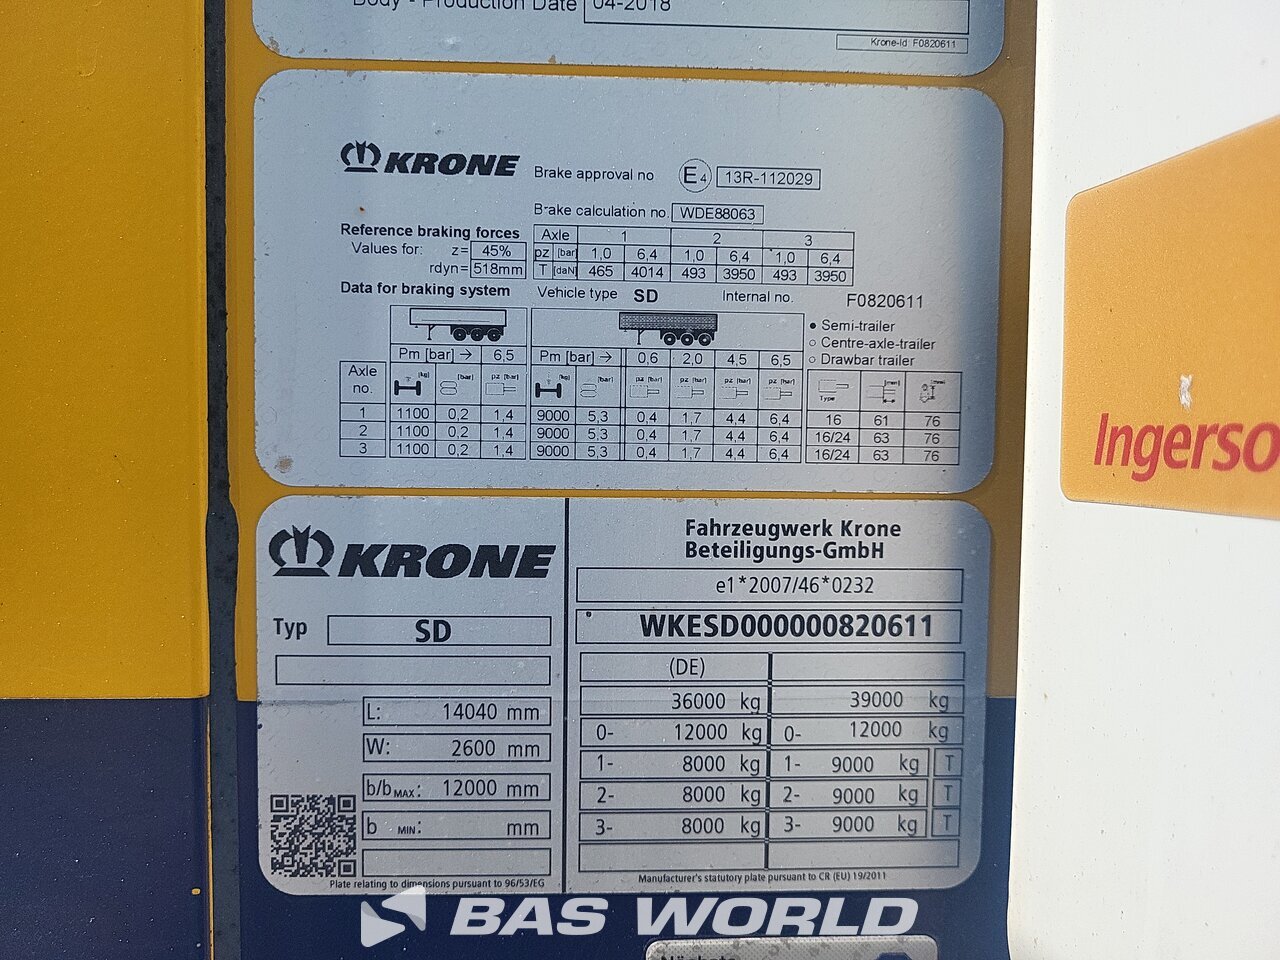 Body - Production Date 04-2018
Krone-Id F0820611
KRONE
Brake approval no E4 13R-112029
Brake calculation no. WDE88063
Reference braking forces
Values for: z= 45%
rdyn= 518mm
Axle 1 2 3
pz [bar] 1,0 6,4 1,0 6,4 1,0 6,4
T [daN] 465 4014 493 3950 493 3950
Data for braking system
Vehicle type SD Internal no. F0820611
Semi-trailer
Centre-axle-trailer
Drawbar trailer
Pm [bar] → 6,5 Pm [bar] → 0,6 2,0 4,5 6,5
Axle no. [kg] [bar] pz [bar] [kg] [bar] pz [bar] pz [bar] pz [bar] pz [bar] Type [mm] [mm]
1 1100 0,2 1,4 9000 5,3 0,4 1,7 4,4 6,4 16 61 76
2 1100 0,2 1,4 9000 5,3 0,4 1,7 4,4 6,4 16/24 63 76
3 1100 0,2 1,4 9000 5,3 0,4 1,7 4,4 6,4 16/24 63 76
Ingerso
KRONE
Typ SD
L: 14040 mm
W: 2600 mm
b/b MAX: 12000 mm
b MIN: mm
Plate relating to dimensions pursuant to 96/53/EG
Fahrzeugwerk Krone
Beteiligungs-GmbH
e1*2007/46*0232
WKESD000000820611
(DE)
36000 kg 39000 kg
0- 12000 kg 0- 12000 kg
1- 8000 kg 1- 9000 kg T
2- 8000 kg 2- 9000 kg T
3- 8000 kg 3- 9000 kg T
Manufacturer's statutory plate pursuant to CR (EU) 19/2011
BAS WORLD